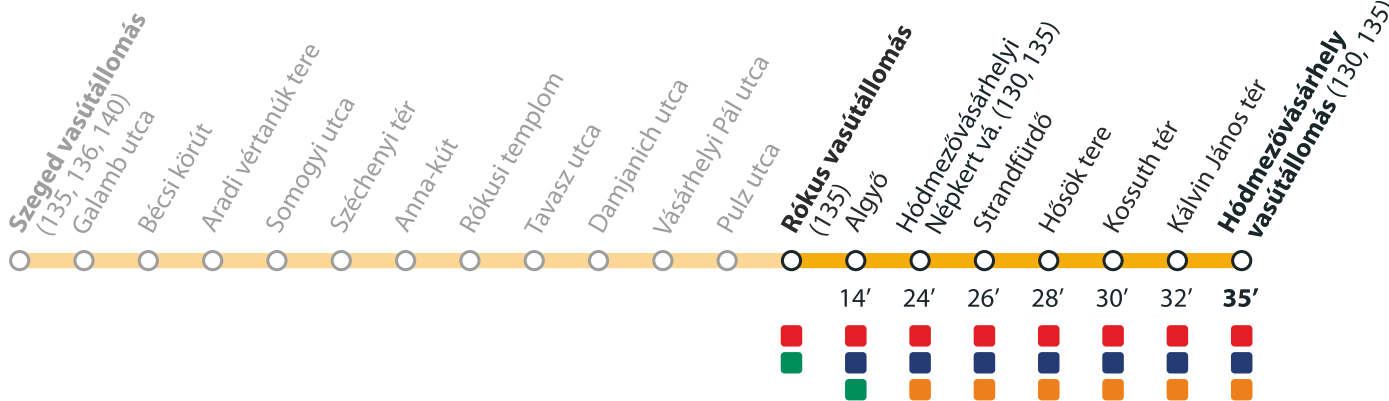 Szeged vasútállomás
(135, 136, 140)
Galamb utca
Bécsi körút
Aradi vértanúk tere
Somogyi utca
Széchenyi tér
Anna-kút
Rókusi templom
Tavasz utca
Damjanich utca
Vásárhelyi Pál utca
Pulz utca
Rókus vasútállomás
(135)
Algyő
Hódmezővásárhelyi
Népkert vá. (130, 135)
Strandfürdő
Hősök tere
Kossuth tér
Kálvin János tér
Hódmezővásárhely
vasútállomás (130, 135)
14’ 24’ 26’ 28’ 30’ 32’ 35’